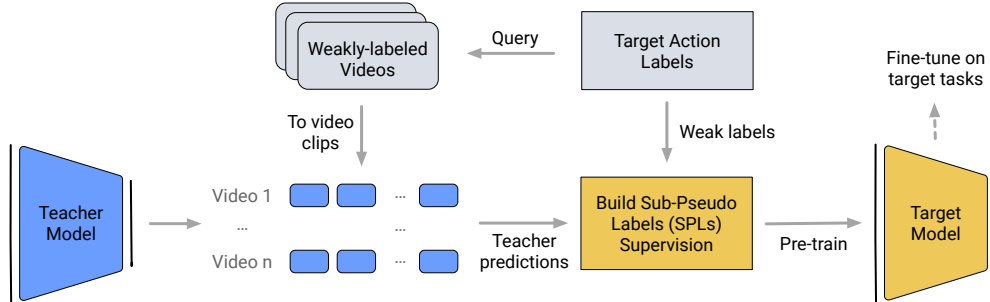 Weakly-labeled
Videos
Query
Target Action
Labels
Fine-tune on
target tasks
To video
clips
Weak labels
Teacher
Model
Video 1
...
...
...
Video n
...
Teacher
predictions
Build Sub-Pseudo
Labels (SPLs)
Supervision
Pre-train
Target
Model